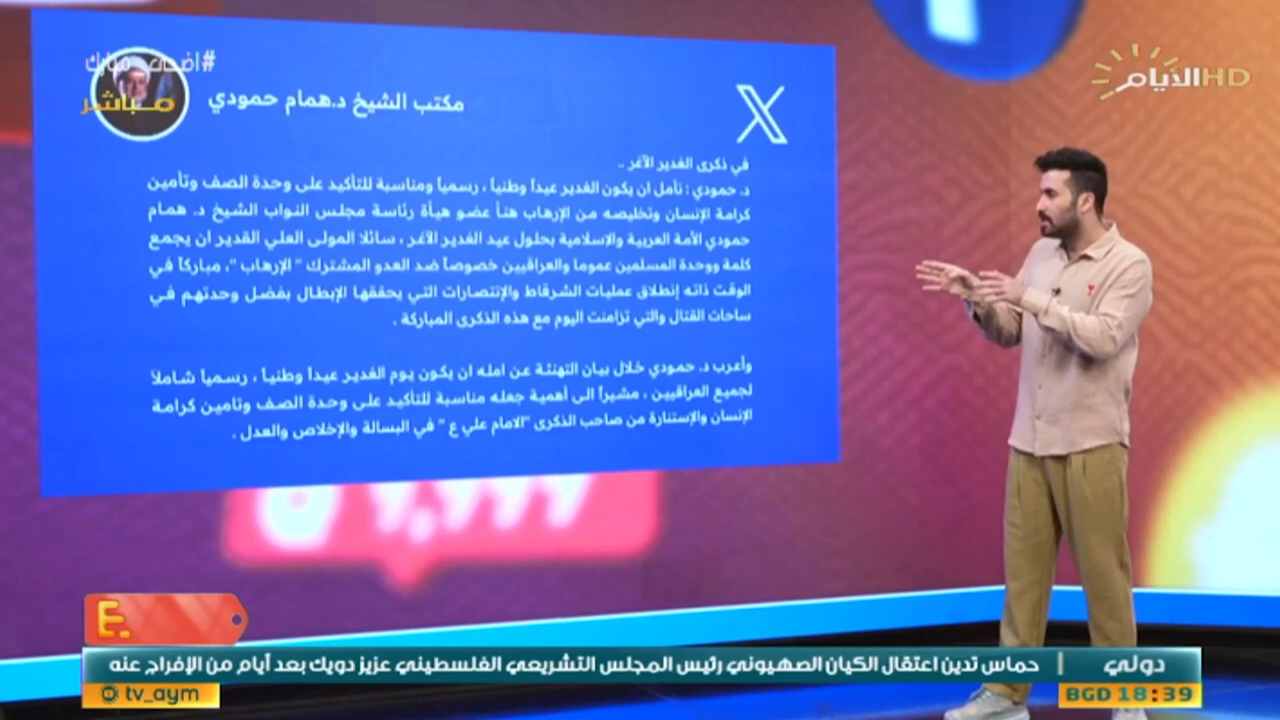 #اضحى_مبارك
مباشر
الأيام HD
مكتب الشيخ د.همام حمودي
في ذكرى الغدير الآغر ..
د. حمودي : نآمل ان يكون الغدير عيداً وطنياً ، رسمياً ومناسبة للتأكيد على وحدة الصف وتأمين
كرامة الإنسان وتخليصه من الإرهاب هنأ عضو هيأة رئاسة مجلس النواب الشيخ د. همام
حمودي الأمة العربية والإسلامية بحلول عيد الغدير الآغر ، سائلا المولى العلي القدير ان يجمع
كلمة ووحدة المسلمين عموما والعراقيين خصوصاً ضد العدو المشترك " الإرهاب "، مباركاً في
الوقت ذاته إنطلاق عمليات الشرقاط والإنتصارات التي يحققها الإبطال بفضل وحدتهم في
ساحات القتال والتي تزامنت اليوم مع هذه الذكرى المباركة .
وأعرب د. حمودي خلال بيان التهنئة عن امله ان يكون يوم الغدير عيداً وطنياً ، رسمياً شاملاً
لجميع العراقيين ، مشيراً الى أهمية جعله مناسبة للتأكيد على وحدة الصف وتامين كرامة
الإنسان والإستنارة من صاحب الذكرى "الامام علي ع " في البسالة والإخلاص والعدل .
9,999
E.
دولي | حماس تدين اعتقال الكيان الصهيوني رئيس المجلس التشريعي الفلسطيني عزيز دويك بعد أيام من الإفراج عنه
tv_aym
BGD 18:39